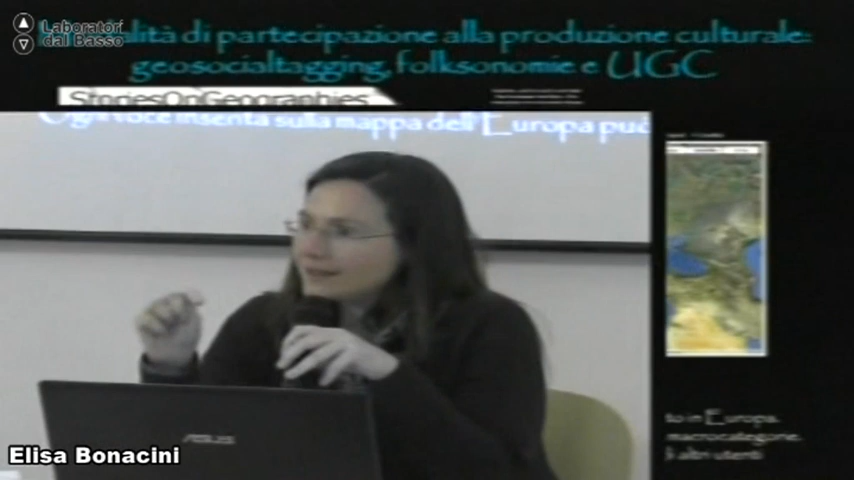 Laboratori
dal Basso
alità di partecipazione alla produzione culturale:
geosocialtagging, folksonomie e UGC
StoriesOnGeographies
Ogni voce inserita sulla mappa dell'Europa può
to in Europa.
macrocategorie.
li altri utenti
ASUS
Elisa Bonacini